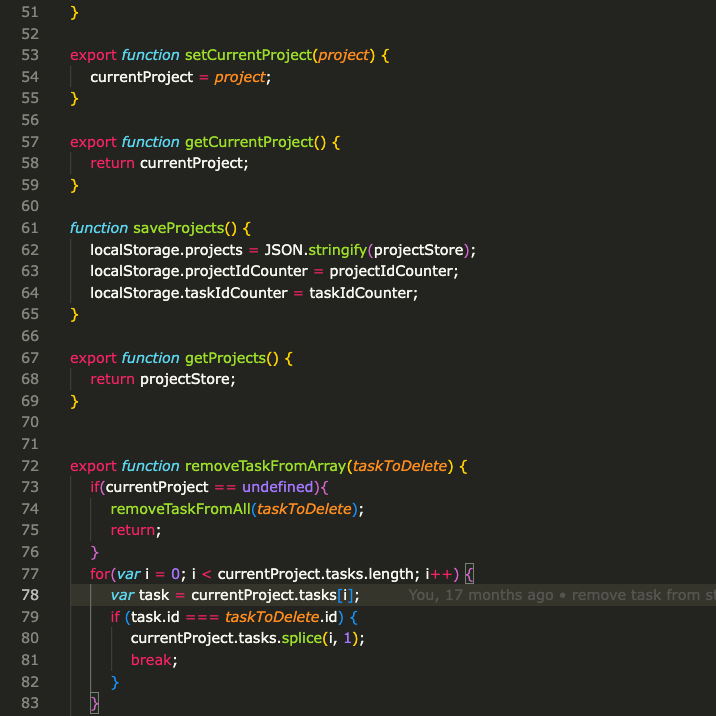 51 }
52
53 export function setCurrentProject(project) {
54 currentProject = project;
55 }
56
57 export function getCurrentProject() {
58 return currentProject;
59 }
60
61 function saveProjects() {
62 localStorage.projects = JSON.stringify(projectStore);
63 localStorage.projectIdCounter = projectIdCounter;
64 localStorage.taskIdCounter = taskIdCounter;
65 }
66
67 export function getProjects() {
68 return projectStore;
69 }
70
71
72 export function removeTaskFromArray(taskToDelete) {
73 if(currentProject == undefined){
74 removeTaskFromAll(taskToDelete);
75 return;
76 }
77 for(var i = 0; i < currentProject.tasks.length; i++) {
78 var task = currentProject.tasks[i]; You, 17 months ago • remove task from
79 if (task.id === taskToDelete.id) {
80 currentProject.tasks.splice(i, 1);
81 break;
82 }
83 }